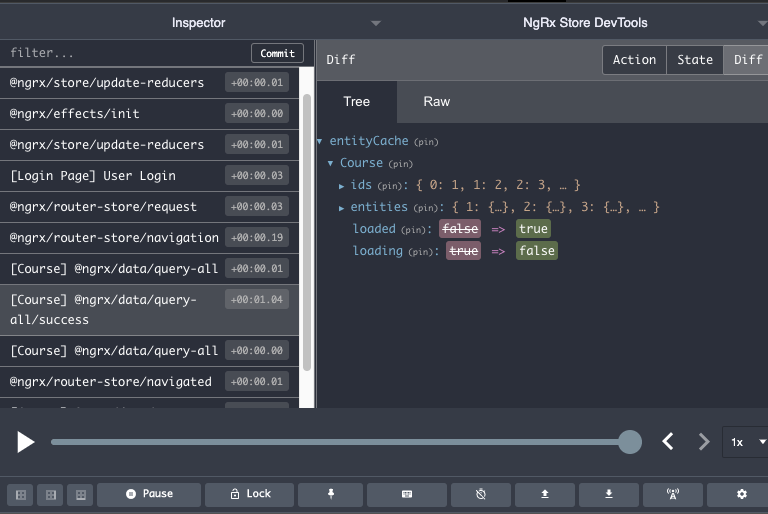 Inspector
NgRx Store DevTools
filter...
Commit
@ngrx/store/update-reducers +00:00.01
@ngrx/effects/init +00:00.00
@ngrx/store/update-reducers +00:00.01
[Login Page] User Login +00:00.03
@ngrx/router-store/request +00:00.03
@ngrx/router-store/navigation +00:00.19
[Course] @ngrx/data/query-all +00:00.01
[Course] @ngrx/data/query- +00:01.04
all/success
[Course] @ngrx/data/query-all +00:00.00
@ngrx/router-store/navigated +00:00.01
Diff
Action State Diff
Tree Raw
entityCache (pin)
Course (pin)
ids (pin): { 0: 1, 1: 2, 2: 3, … }
entities (pin): { 1: {…}, 2: {…}, 3: {…}, … }
loaded (pin): false => true
loading (pin): true => false
1x
Pause Lock